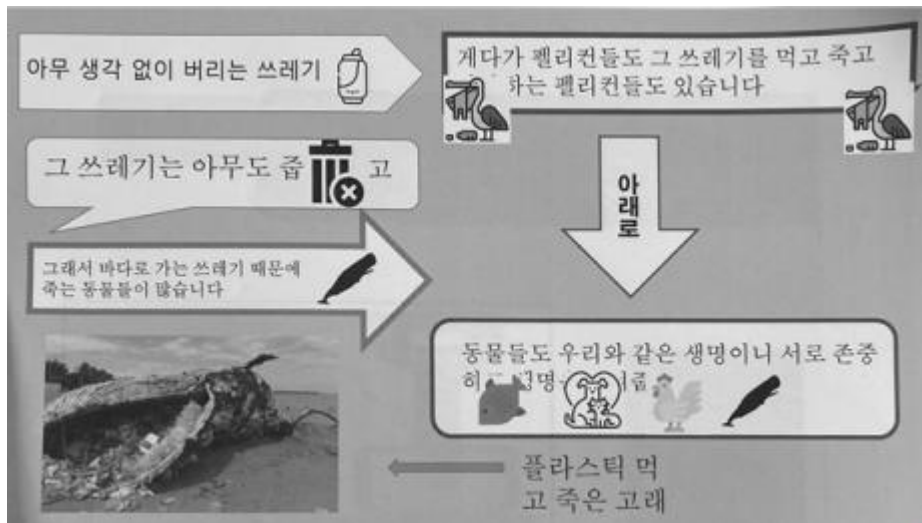 아무 생각 없이 버리는 쓰레기
그 쓰레기는 아무도 줍 고
그래서 바다로 가는 쓰레기 때문에
죽는 동물들이 많습니다
게다가 펠리컨들도 그 쓰레기를 먹고 죽고
하는 펠리컨들도 있습니다
아래로
동물들도 우리와 같은 생명이니 서로 존중
플라스틱 먹
고 죽은 고래